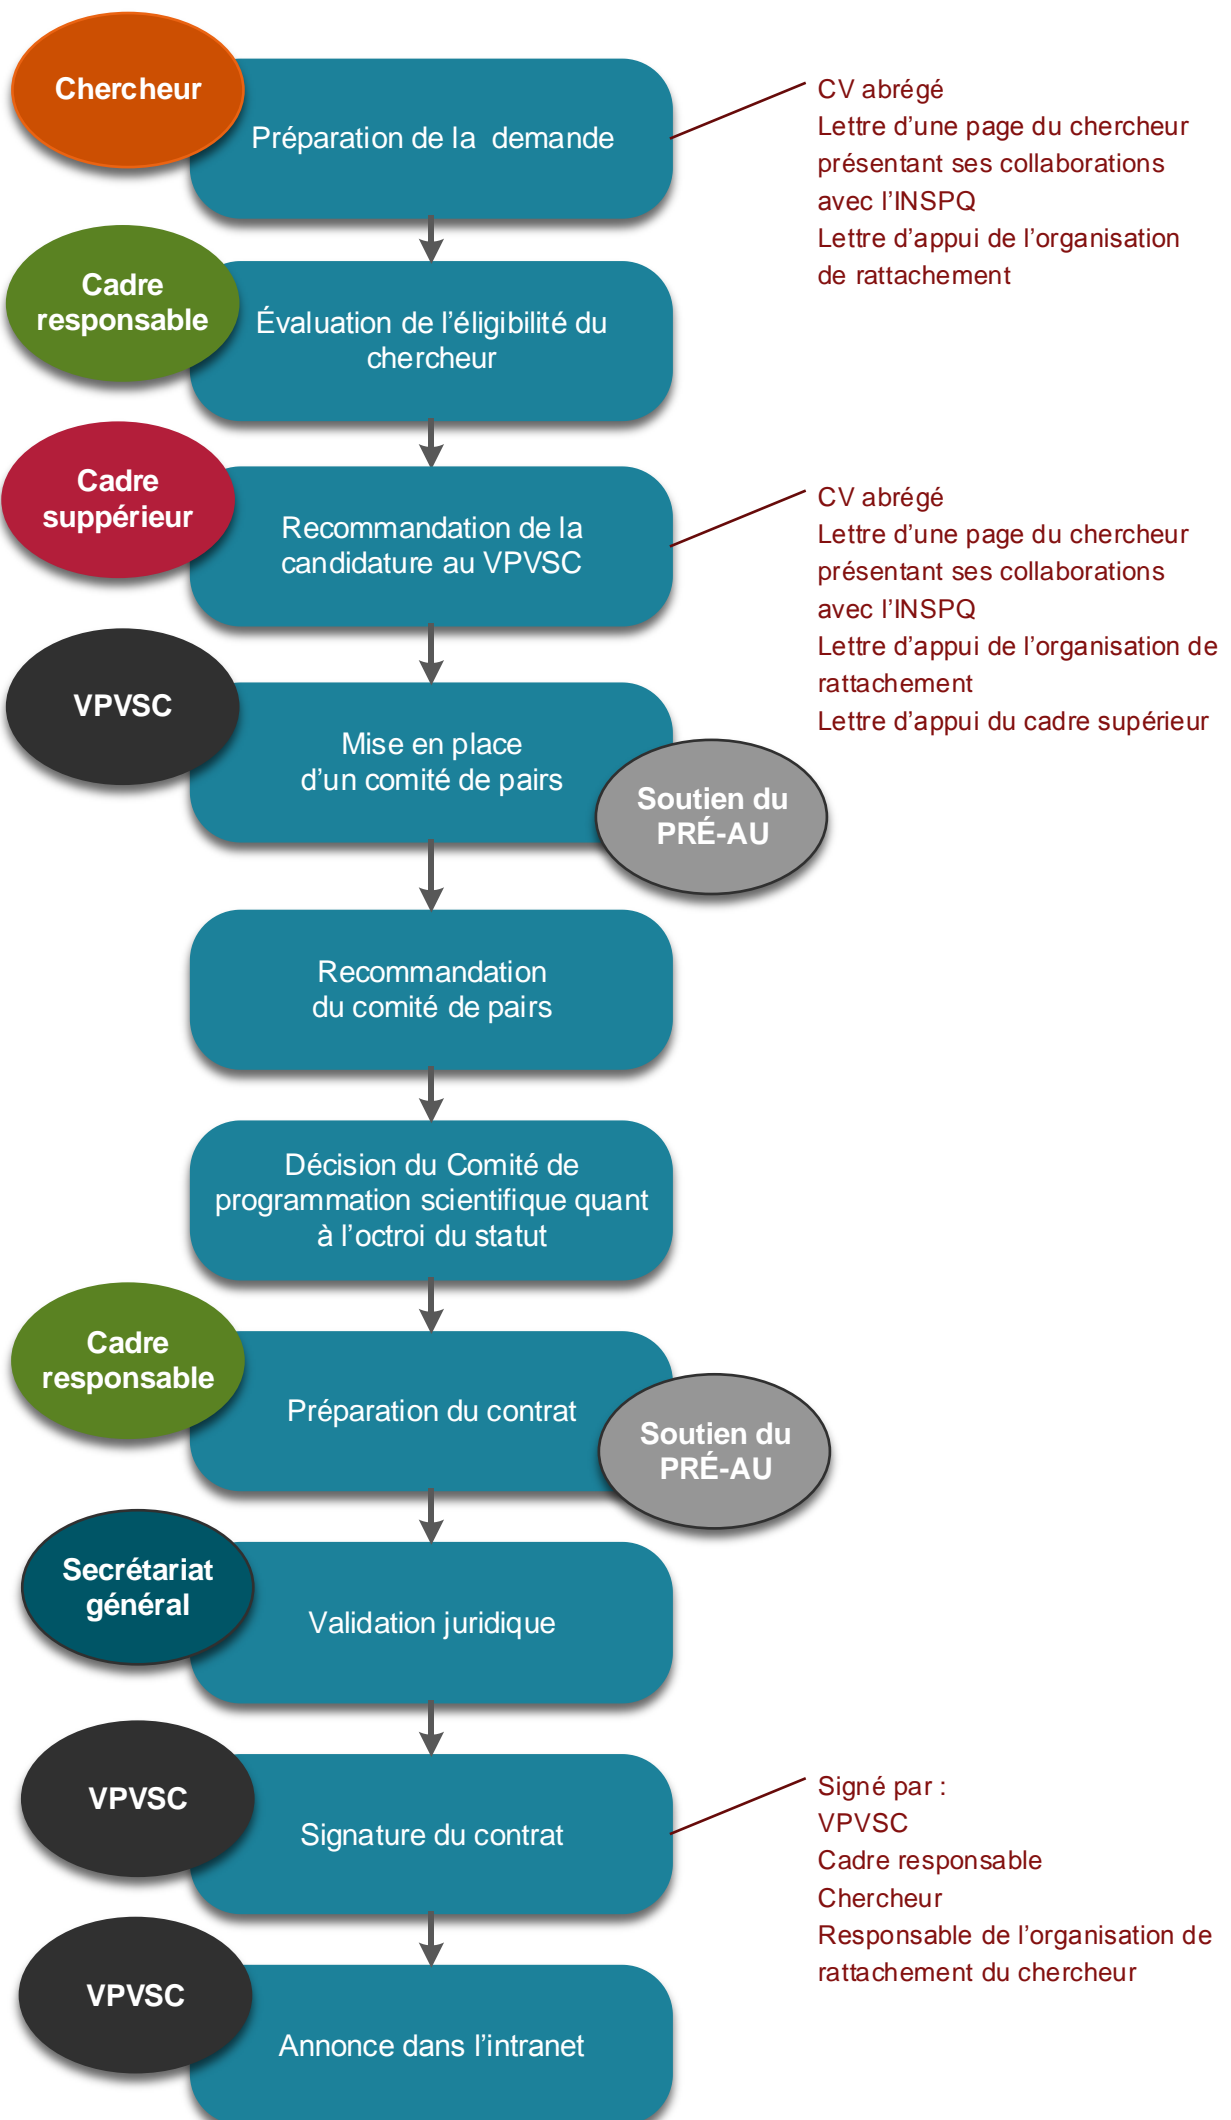 Chercheur
Préparation de la demande
CV abrégé
Lettre d’une page du chercheur
présentant ses collaborations
avec l’INSPQ
Lettre d’appui de l’organisation
de rattachement
Cadre
responsable
Évaluation de l’éligibilité du
chercheur
Cadre
suppérieur
Recommandation de la
candidature au VPVSC
CV abrégé
Lettre d’une page du chercheur
présentant ses collaborations
avec l’INSPQ
Lettre d’appui de l’organisation de
rattachement
Lettre d’appui du cadre supérieur
VPVSC
Mise en place
d’un comité de pairs
Soutien du
PRÉ-AU
Recommandation
du comité de pairs
Décision du Comité de
programmation scientifique quant
à l’octroi du statut
Cadre
responsable
Préparation du contrat
Soutien du
PRÉ-AU
Secrétariat
général
Validation juridique
VPVSC
Signature du contrat
Signé par :
VPVSC
Cadre responsable
Chercheur
Responsable de l’organisation de
rattachement du chercheur
VPVSC
Annonce dans l’intranet